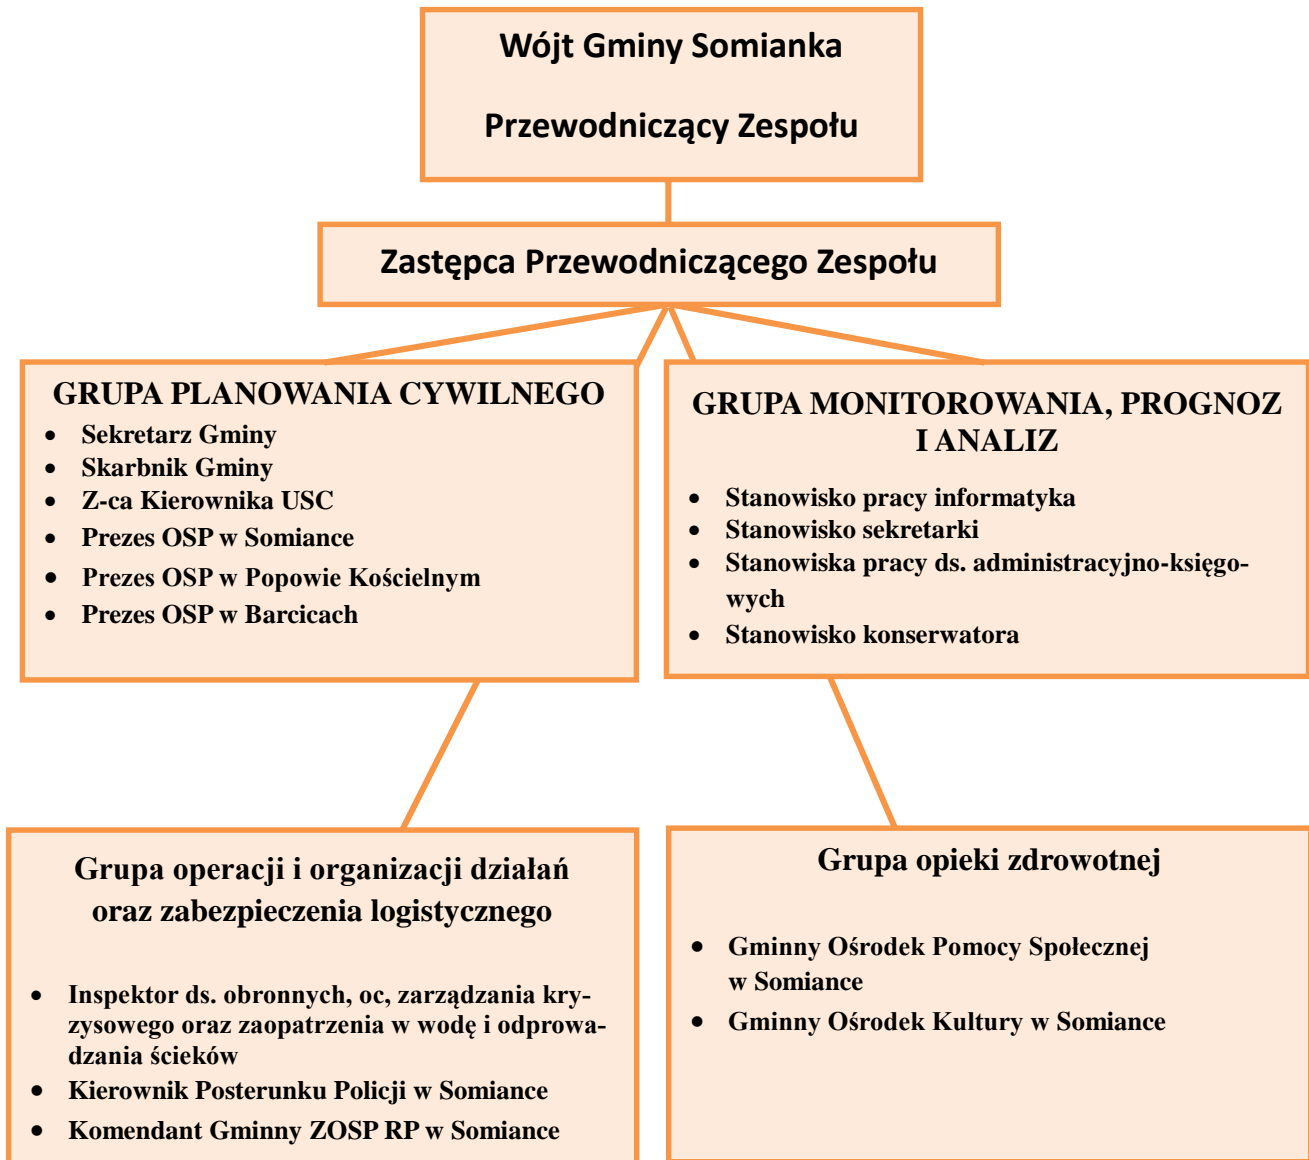 Wójt Gminy Somianka
Przewodniczący Zespołu
Zastępca Przewodniczącego Zespołu
GRUPA PLANOWANIA CYWILNEGO
• Sekretarz Gminy
• Skarbnik Gminy
• Z-ca Kierownika USC
• Prezes OSP w Somiance
• Prezes OSP w Popowie Kościelnym
• Prezes OSP w Barcicach
GRUPA MONITOROWANIA, PROGNOZ
I ANALIZ
• Stanowisko pracy informatyka
• Stanowisko sekretarki
• Stanowiska pracy ds. administracyjno-księgo-
wych
• Stanowisko konserwatora
Grupa operacji i organizacji działań
oraz zabezpieczenia logistycznego
• Inspektor ds. obronnych, oc, zarządzania kry-
zysowego oraz zaopatrzenia w wodę i odprowa-
dzania ścieków
• Kierownik Posterunku Policji w Somiance
• Komendant Gminny ZOSP RP w Somiance
Grupa opieki zdrowotnej
• Gminny Ośrodek Pomocy Społecznej
w Somiance
• Gminny Ośrodek Kultury w Somiance